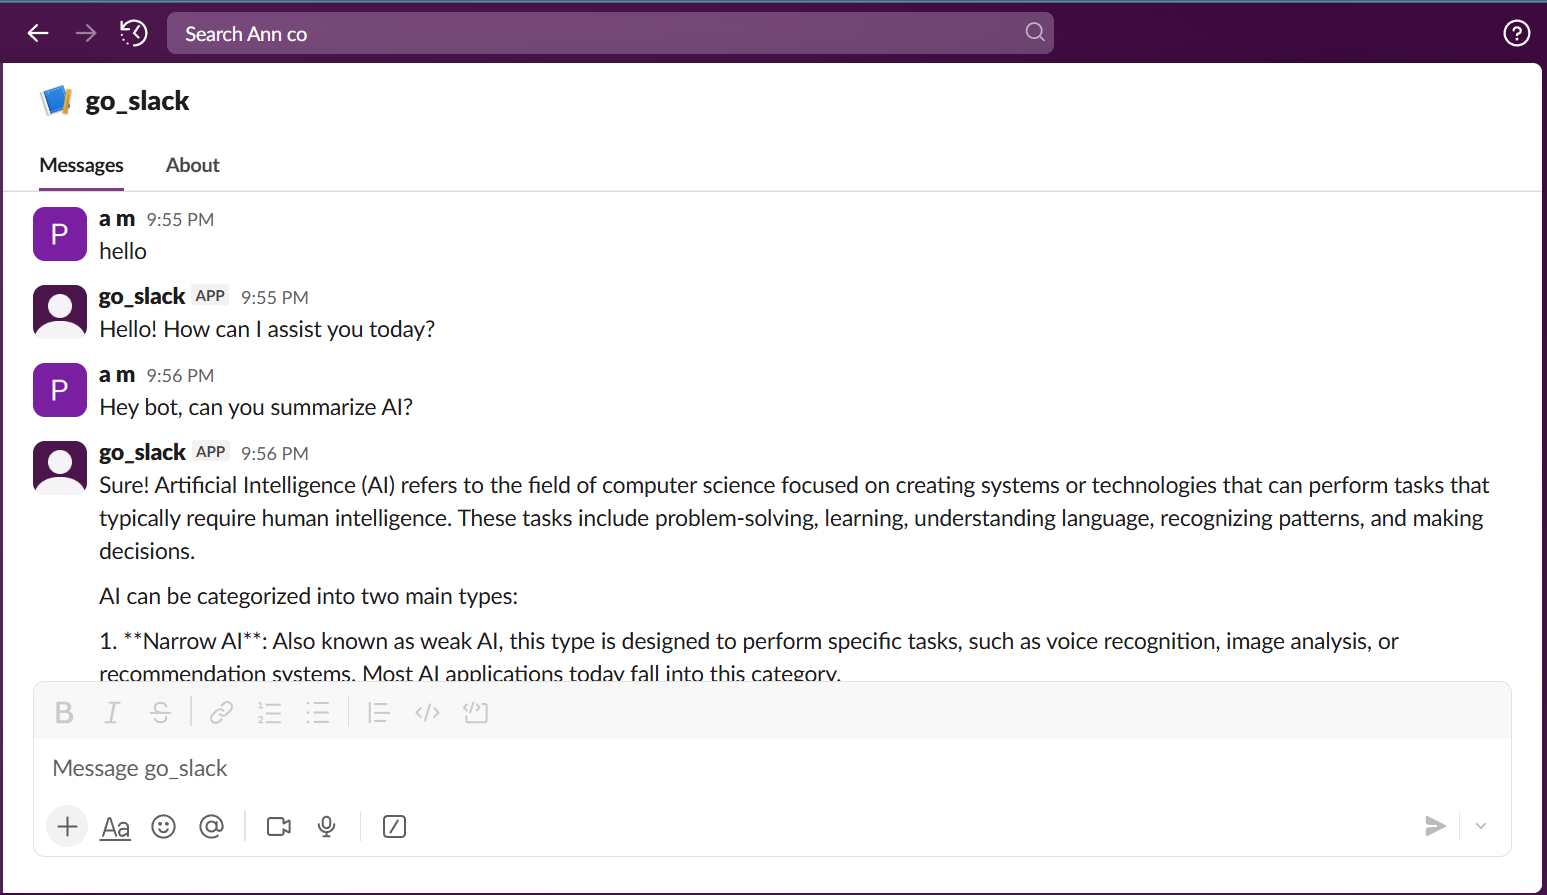 Search Ann co
go_slack
Messages About
P
a m 9:55 PM
hello
go_slack APP 9:55 PM
Hello! How can I assist you today?
P
a m 9:56 PM
Hey bot, can you summarize AI?
go_slack APP 9:56 PM
Sure! Artificial Intelligence (AI) refers to the field of computer science focused on creating systems or technologies that can perform tasks that
typically require human intelligence. These tasks include problem-solving, learning, understanding language, recognizing patterns, and making
decisions.
AI can be categorized into two main types:
1. **Narrow AI**: Also known as weak AI, this type is designed to perform specific tasks, such as voice recognition, image analysis, or
recommendation systems. Most AI applications today fall into this category.
Message go_slack
Aa